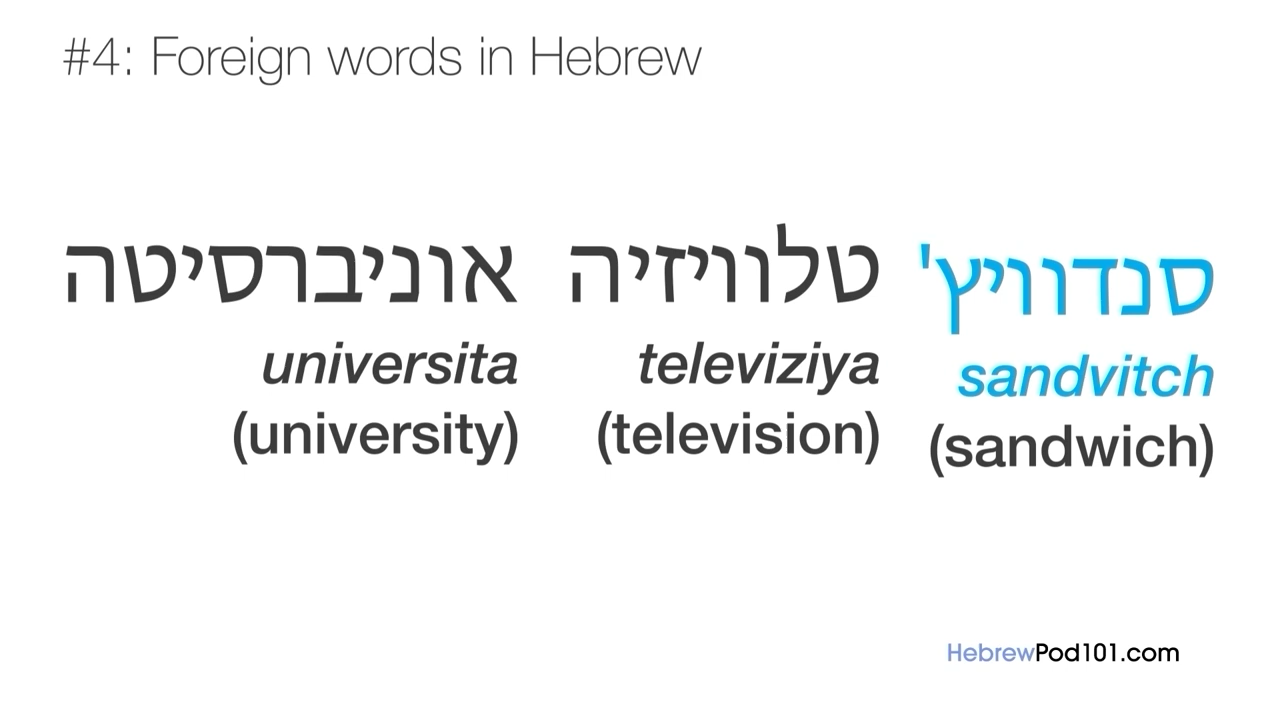 #4: Foreign words in Hebrew
אוניברסיטה
universita
(university)
טלוויזיה
televiziya
(television)
סנדוויץ'
sandvitch
(sandwich)
HebrewPod101.com